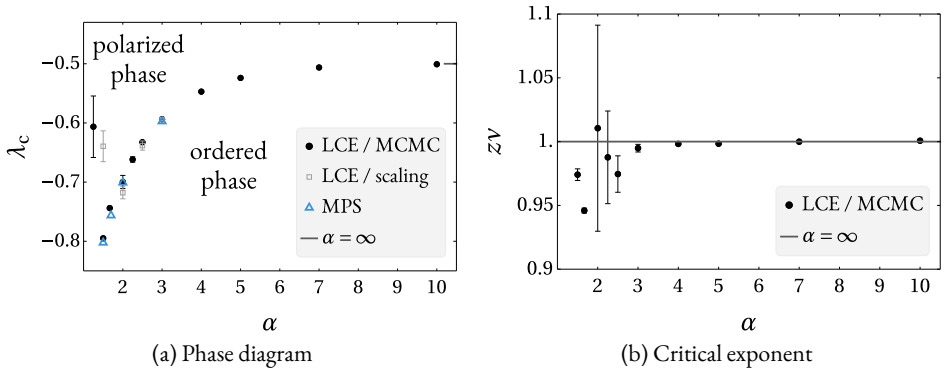 polarized
phase
−0.5
−0.6
−0.7
−0.8
λc
ordered
phase
LCE / MCMC
LCE / scaling
MPS
α = ∞
2 3 4 5 6 7 8 9 10
α
(a) Phase diagram
1.1
1.05
1.
0.95
0.9
zν
LCE / MCMC
α = ∞
2 3 4 5 6 7 8 9 10
α
(b) Critical exponent